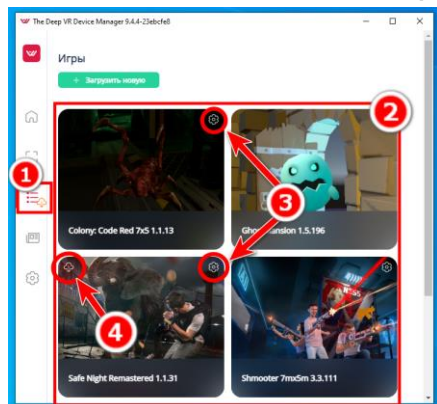 The Deep VR Device Manager 9.4.4-23ebcfe8
Игры
+ Загрузить новую
2
1
3
Colony: Code Red 7x5 1.1.13
Ghost Mansion 1.5.196
4
Safe Night Remastered 1.1.31
Shmooter 7mx5m 3.3.111